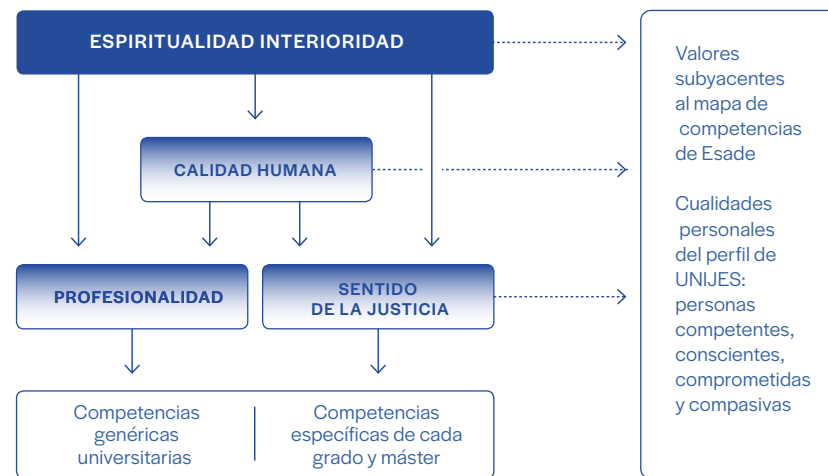 ESPIRITUALIDAD INTERIORIDAD
CALIDAD HUMANA
PROFESIONALIDAD
SENTIDO
DE LA JUSTICIA
Competencias
genéricas
universitarias
Competencias
específicas de cada
grado y máster
Valores
subyacentes
al mapa de
competencias
de Esade
Cualidades
personales
del perfil de
UNIJES:
personas
competentes,
conscientes,
comprometidas
y compasivas